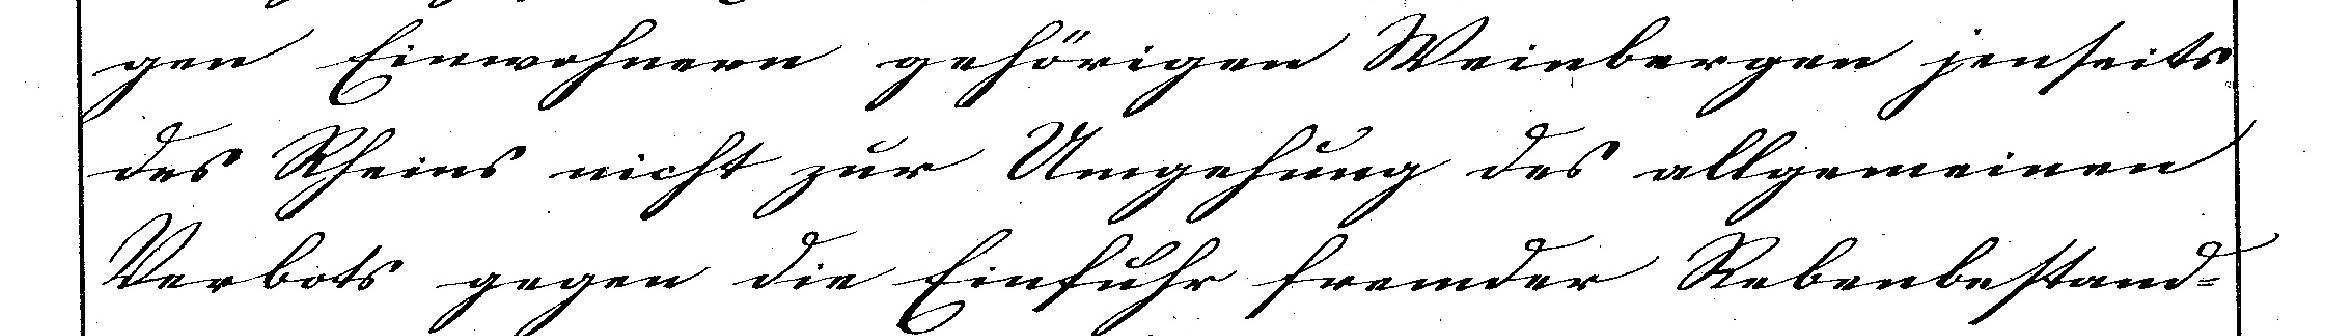 gen Einwohnern gehörigen Weinbergen jenseits
des Rheins nicht zur Umgehung des allgemeinen
Verbots gegen die Einfuhr fremder Rebenbestand-